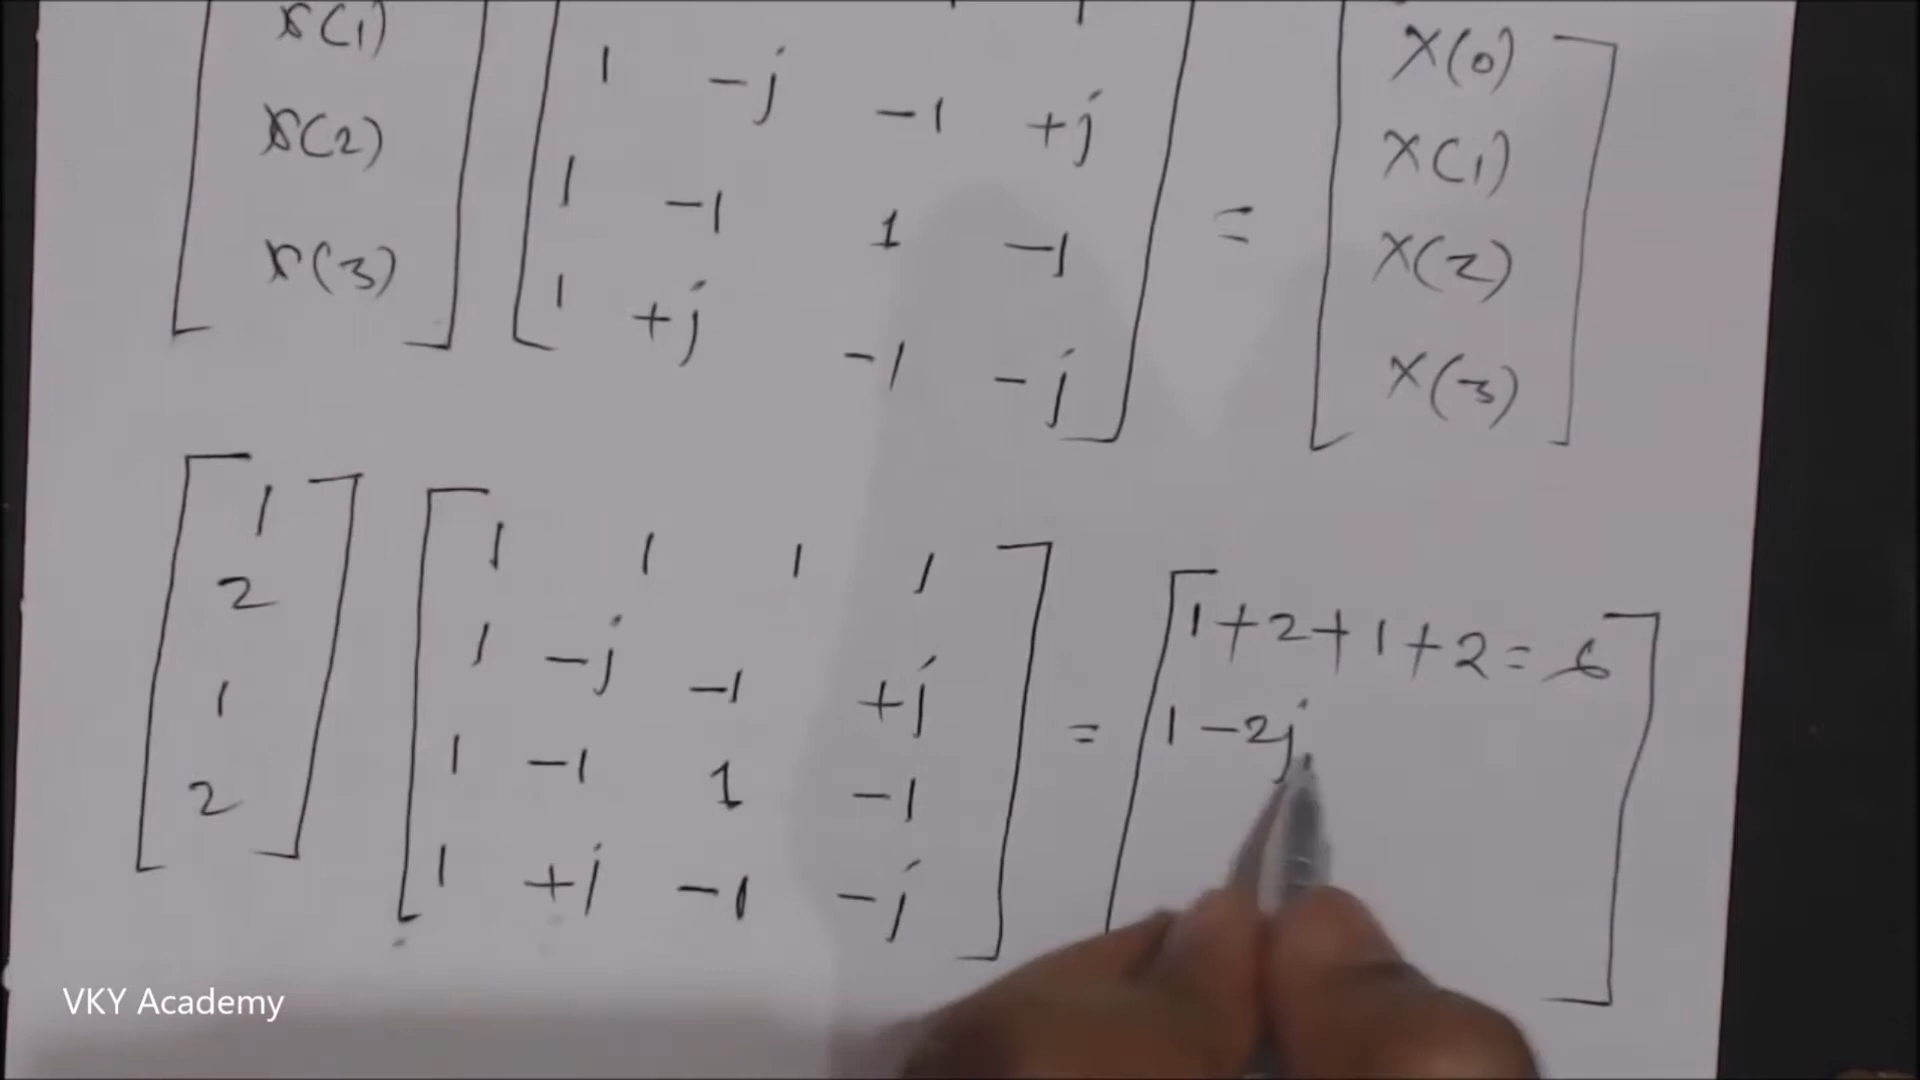 x(1)
x(2)
x(3)
1 -j -1 +j
1 -1 1 -1
1 +j -1 -j
=
X(0)
X(1)
X(2)
X(3)
1
2
1
2
1 1 1 1
1 -j -1 +j
1 -1 1 -1
1 +j -1 -j
=
1+2+1+2=6
1-2j
VKY Academy